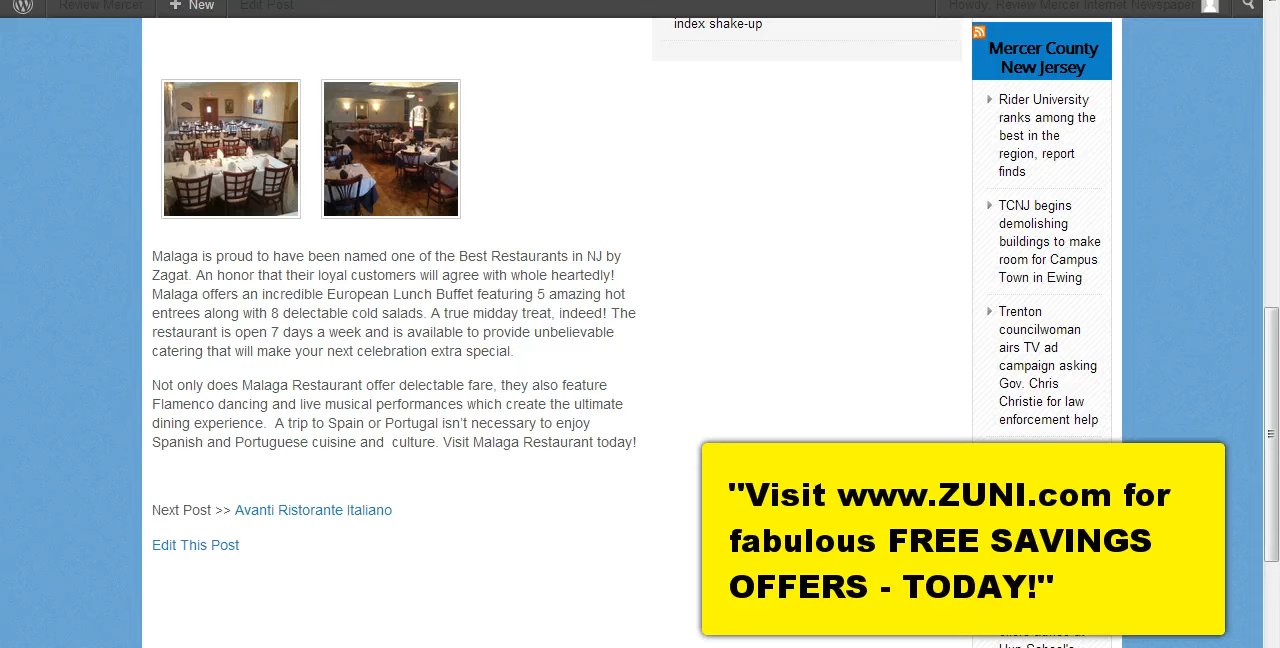 Review Mercer
New
Edit Post
Howdy, Review Mercer Internet Newspaper
index shake-up
Mercer County
New Jersey
Rider University
ranks among the
best in the
region, report
finds
TCNJ begins
demolishing
buildings to make
room for Campus
Town in Ewing
Trenton
councilwoman
airs TV ad
campaign asking
Gov. Chris
Christie for law
enforcement help
Malaga is proud to have been named one of the Best Restaurants in NJ by
Zagat. An honor that their loyal customers will agree with whole heartedly!
Malaga offers an incredible European Lunch Buffet featuring 5 amazing hot
entrees along with 8 delectable cold salads. A true midday treat, indeed! The
restaurant is open 7 days a week and is available to provide unbelievable
catering that will make your next celebration extra special.
Not only does Malaga Restaurant offer delectable fare, they also feature
Flamenco dancing and live musical performances which create the ultimate
dining experience.  A trip to Spain or Portugal isn't necessary to enjoy
Spanish and Portuguese cuisine and  culture. Visit Malaga Restaurant today!
Next Post >> Avanti Ristorante Italiano
Edit This Post
"Visit www.ZUNI.com for
fabulous FREE SAVINGS
OFFERS - TODAY!"